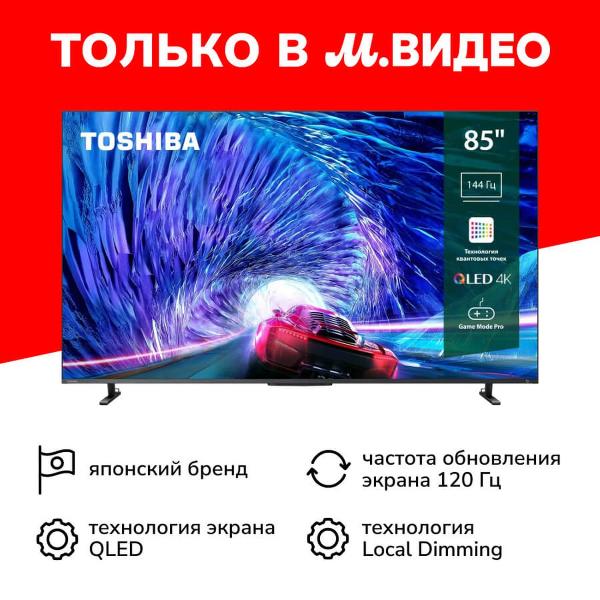 ТОЛЬКО В М.ВИДЕО
TOSHIBA
85"
144 Гц
Технология
квантовых точек
QLED 4K
Game Mode Pro
японский бренд
частота обновления
экрана 120 Гц
технология экрана
QLED
технология
Local Dimming